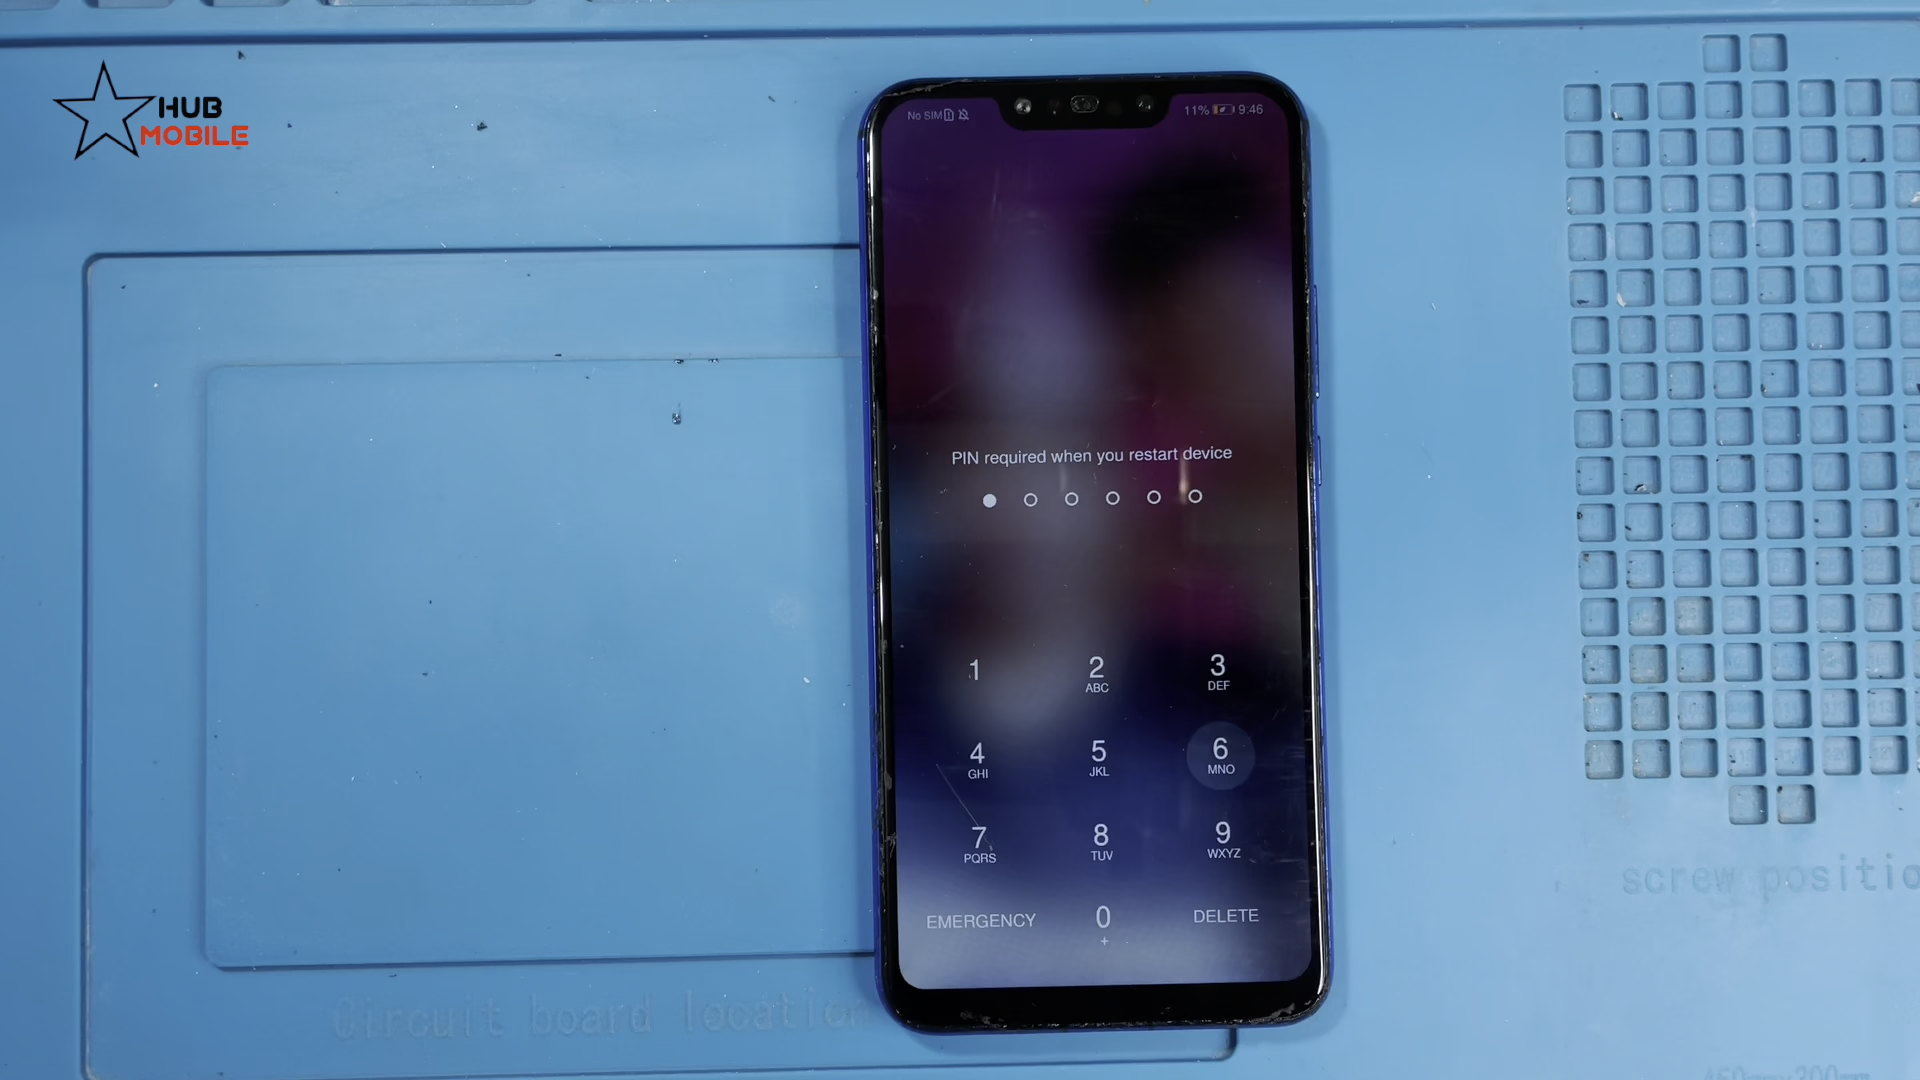 HUB
MOBILE
No SIM
11% 9:46
PIN required when you restart device
1
2
ABC
3
DEF
4
GHI
5
JKL
6
MNO
7
PQRS
8
TUV
9
WXYZ
EMERGENCY
0
+
DELETE
screw positio
Circuit board location